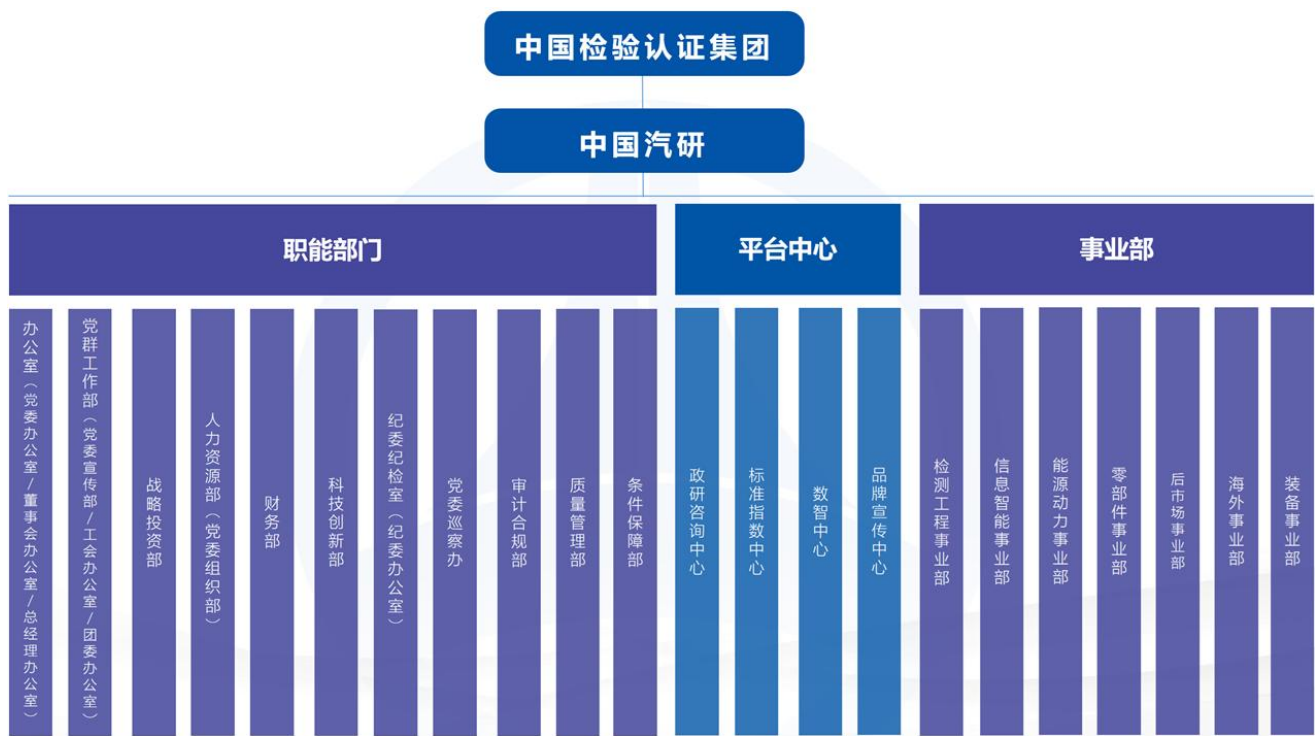 中国检验认证集团
中国汽研
职能部门
平台中心
事业部
办公室（党委办公室/董事会办公室/总经理办公室）
党群工作部（党委宣传部/工会办公室/团委办公室）
战略投资部
人力资源部（党委组织部）
财务部
科技创新部
纪委纪检室（纪委办公室）
党委巡察办
审计合规部
质量管理部
条件保障部
政研咨询中心
标准指数中心
数智中心
品牌宣传中心
检测工程事业部
信息智能事业部
能源动力事业部
零部件事业部
后市场事业部
海外事业部
装备事业部